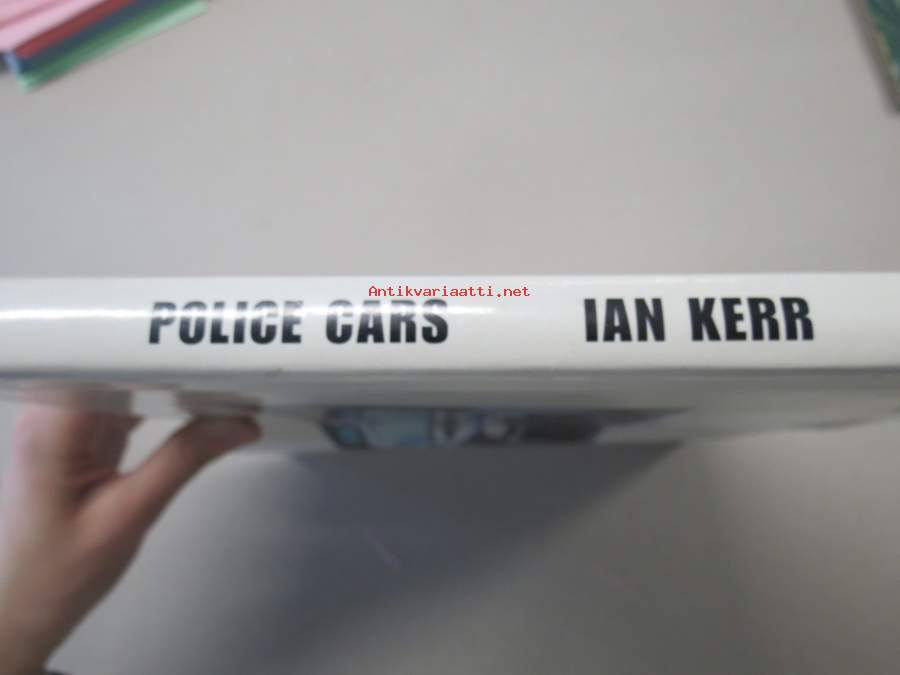 Antikvariaatti.net
POLICE CARS IAN KERR